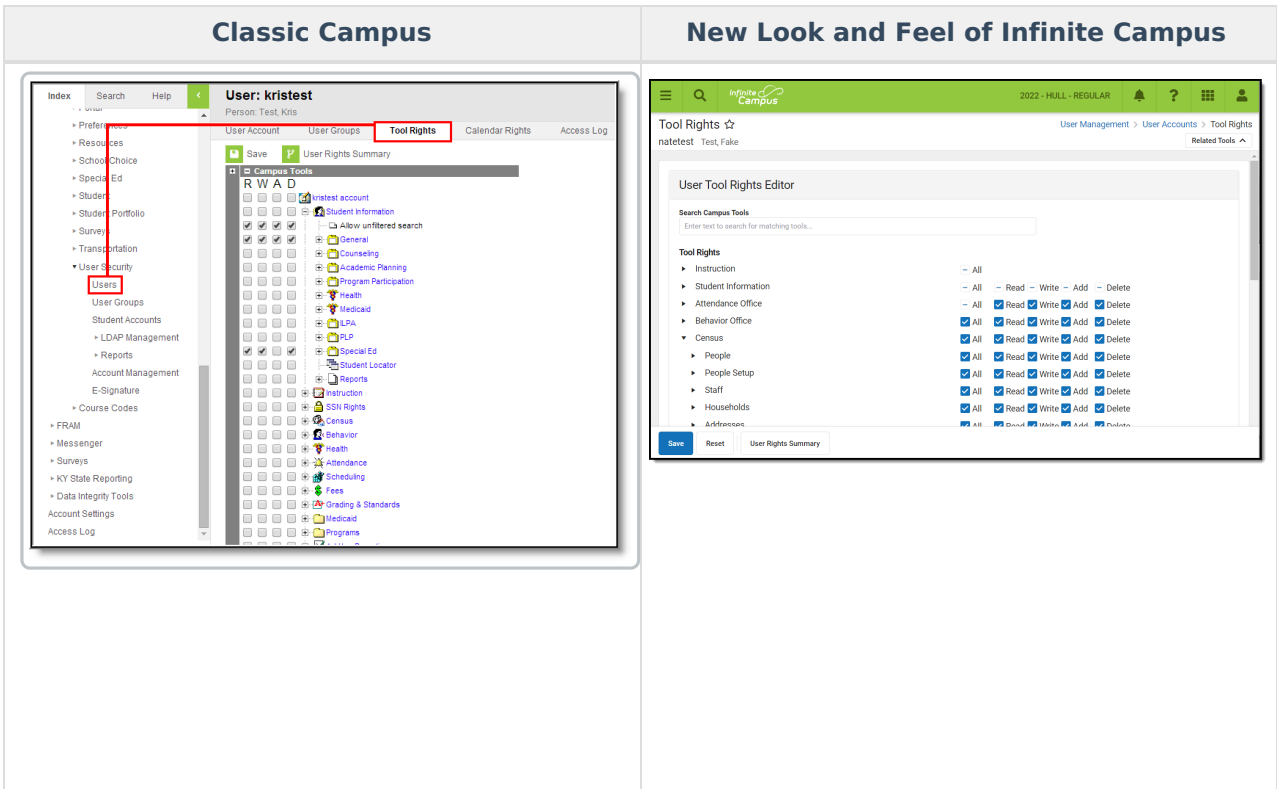 Classic Campus
New Look and Feel of Infinite Campus
Index Search Help
Preferences
Resources
School Choice
Special Ed
Student
Student Portfolio
Surveys
Transportation
User Security
Users
User Groups
Student Accounts
LDAP Management
Reports
Account Management
E-Signature
Course Codes
FRAM
Messenger
Surveys
KY State Reporting
Data Integrity Tools
Account Settings
Access Log
User: kristest
Person: Test, Kris
User Account User Groups Tool Rights Calendar Rights Access Log
Save User Rights Summary
Campus Tools
R W A D
kristest account
Student Information
Allow unfiltered search
General
Counseling
Academic Planning
Program Participation
Health
Medicaid
ILPA
PLP
Special Ed
Student Locator
Reports
Instruction
SSN Rights
Census
Behavior
Health
Attendance
Scheduling
Fees
Grading & Standards
Medicaid
Programs
Infinite Campus 2022 - HULL - REGULAR
Tool Rights User Management > User Accounts > Tool Rights
natetest Test, Fake Related Tools
User Tool Rights Editor
Search Campus Tools
Enter text to search for matching tools...
Tool Rights
Instruction All
Student Information All Read Write Add Delete
Attendance Office All Read Write Add Delete
Behavior Office All Read Write Add Delete
Census All Read Write Add Delete
People All Read Write Add Delete
People Setup All Read Write Add Delete
Staff All Read Write Add Delete
Households All Read Write Add Delete
Addresses All Read Write Add Delete
Save Reset User Rights Summary